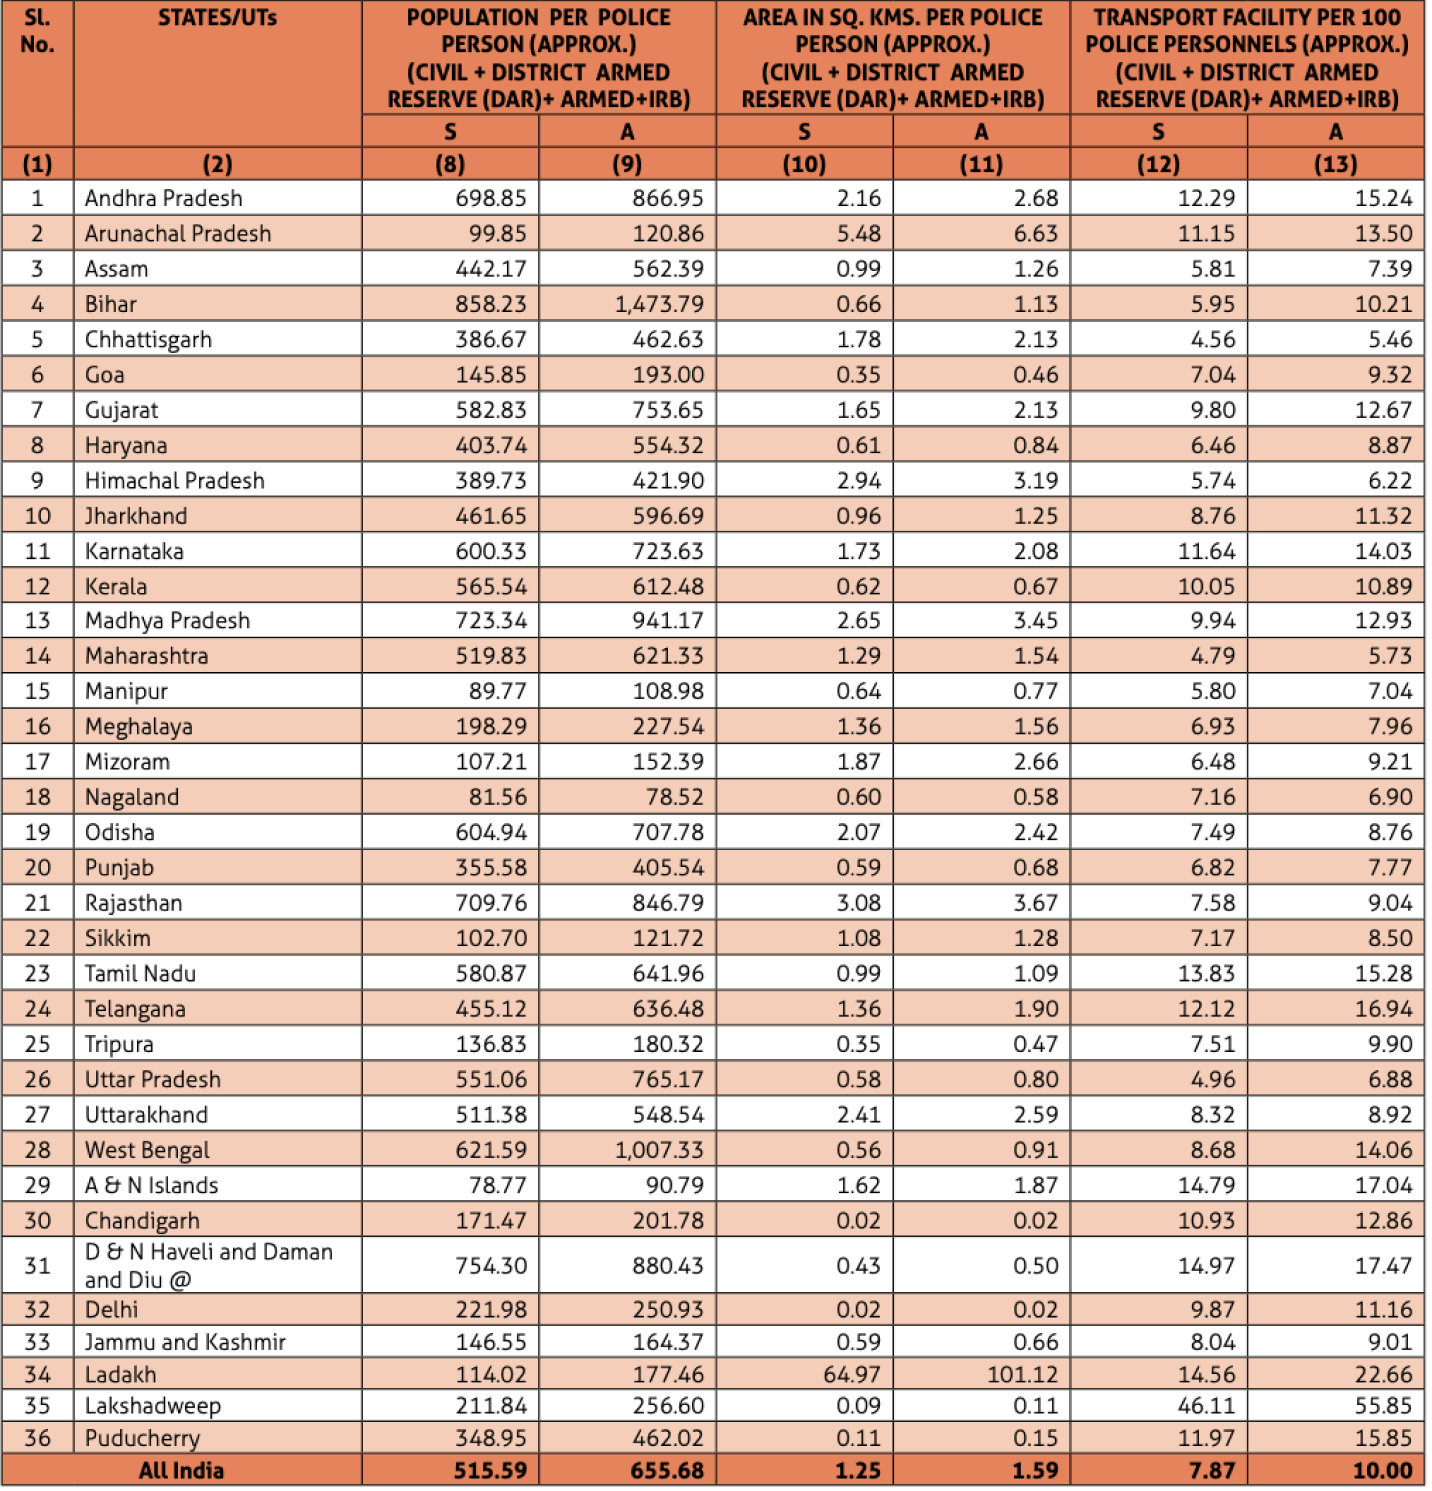 Sl. No. STATES/UTs POPULATION PER POLICE PERSON (APPROX.) (CIVIL + DISTRICT ARMED RESERVE (DAR)+ ARMED+IRB) AREA IN SQ. KMS. PER POLICE PERSON (APPROX.) (CIVIL + DISTRICT ARMED RESERVE (DAR)+ ARMED+IRB) TRANSPORT FACILITY PER 100 POLICE PERSONNELS (APPROX.) (CIVIL + DISTRICT ARMED RESERVE (DAR)+ ARMED+IRB)
S A S A S A
(1) (2) (8) (9) (10) (11) (12) (13)
1 Andhra Pradesh 698.85 866.95 2.16 2.68 12.29 15.24
2 Arunachal Pradesh 99.85 120.86 5.48 6.63 11.15 13.50
3 Assam 442.17 562.39 0.99 1.26 5.81 7.39
4 Bihar 858.23 1,473.79 0.66 1.13 5.95 10.21
5 Chhattisgarh 386.67 462.63 1.78 2.13 4.56 5.46
6 Goa 145.85 193.00 0.35 0.46 7.04 9.32
7 Gujarat 582.83 753.65 1.65 2.13 9.80 12.67
8 Haryana 403.74 554.32 0.61 0.84 6.46 8.87
9 Himachal Pradesh 389.73 421.90 2.94 3.19 5.74 6.22
10 Jharkhand 461.65 596.69 0.96 1.25 8.76 11.32
11 Karnataka 600.33 723.63 1.73 2.08 11.64 14.03
12 Kerala 565.54 612.48 0.62 0.67 10.05 10.89
13 Madhya Pradesh 723.34 941.17 2.65 3.45 9.94 12.93
14 Maharashtra 519.83 621.33 1.29 1.54 4.79 5.73
15 Manipur 89.77 108.98 0.64 0.77 5.80 7.04
16 Meghalaya 198.29 227.54 1.36 1.56 6.93 7.96
17 Mizoram 107.21 152.39 1.87 2.66 6.48 9.21
18 Nagaland 81.56 78.52 0.60 0.58 7.16 6.90
19 Odisha 604.94 707.78 2.07 2.42 7.49 8.76
20 Punjab 355.58 405.54 0.59 0.68 6.82 7.77
21 Rajasthan 709.76 846.79 3.08 3.67 7.58 9.04
22 Sikkim 102.70 121.72 1.08 1.28 7.17 8.50
23 Tamil Nadu 580.87 641.96 0.99 1.09 13.83 15.28
24 Telangana 455.12 636.48 1.36 1.90 12.12 16.94
25 Tripura 136.83 180.32 0.35 0.47 7.51 9.90
26 Uttar Pradesh 551.06 765.17 0.58 0.80 4.96 6.88
27 Uttarakhand 511.38 548.54 2.41 2.59 8.32 8.92
28 West Bengal 621.59 1,007.33 0.56 0.91 8.68 14.06
29 A & N Islands 78.77 90.79 1.62 1.87 14.79 17.04
30 Chandigarh 171.47 201.78 0.02 0.02 10.93 12.86
31 D & N Haveli and Daman and Diu @ 754.30 880.43 0.43 0.50 14.97 17.47
32 Delhi 221.98 250.93 0.02 0.02 9.87 11.16
33 Jammu and Kashmir 146.55 164.37 0.59 0.66 8.04 9.01
34 Ladakh 114.02 177.46 64.97 101.12 14.56 22.66
35 Lakshadweep 211.84 256.60 0.09 0.11 46.11 55.85
36 Puducherry 348.95 462.02 0.11 0.15 11.97 15.85
All India 515.59 655.68 1.25 1.59 7.87 10.00